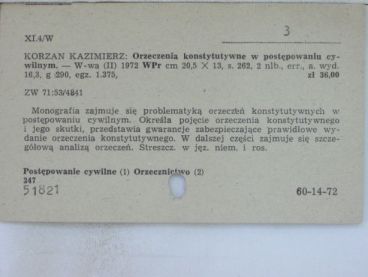 3
XI.4/W
KORZAN KAZIMIERZ: Orzeczenia konstytutywne w postępowaniu cy-
wilnym. — W-wa (II) 1972 WPr cm 20,5 × 13, s. 262, 2 nlb., err., a. wyd.
16,3, g 290, egz. 1.375, zł 36,00
ZW 71:53/4841
Monografia zajmuje się problematyką orzeczeń konstytutywnych w
postępowaniu cywilnym. Określa pojęcie orzeczenia konstytutywnego
i jego skutki, przedstawia gwarancje zabezpieczające prawidłowe wy-
danie orzeczenia konstytutywnego. W dalszej części zajmuje się szcze-
gółową analizą orzeczeń. Streszcz. w jęz. niem. i ros.
Postępowanie cywilne (1) Orzecznictwo (2)
247
51821 60-14-72